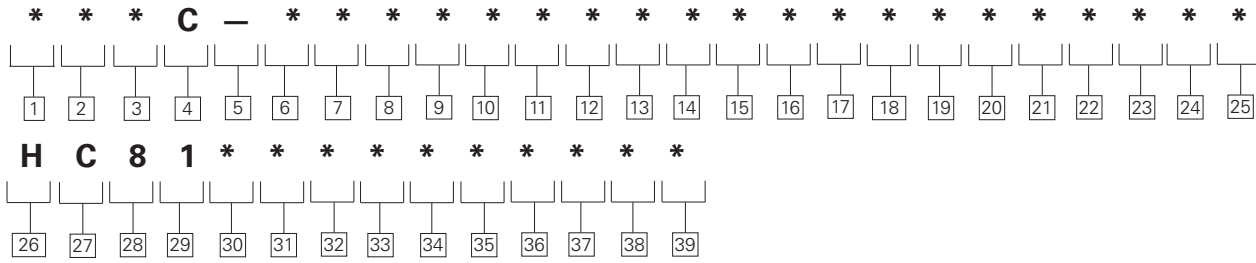 * * * C — * * * * * * * * * * * * * * * * * * * *
1 2 3 4 5 6 7 8 9 10 11 12 13 14 15 16 17 18 19 20 21 22 23 24 25
H C 8 1 * * * * * * * * * *
26 27 28 29 30 31 32 33 34 35 36 37 38 39